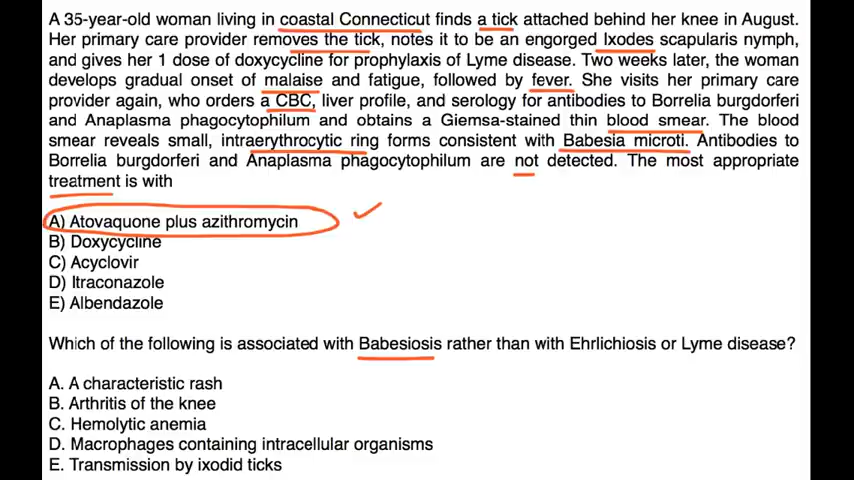 A 35-year-old woman living in coastal Connecticut finds a tick attached behind her knee in August.
Her primary care provider removes the tick, notes it to be an engorged Ixodes scapularis nymph,
and gives her 1 dose of doxycycline for prophylaxis of Lyme disease. Two weeks later, the woman
develops gradual onset of malaise and fatigue, followed by fever. She visits her primary care
provider again, who orders a CBC, liver profile, and serology for antibodies to Borrelia burgdorferi
and Anaplasma phagocytophilum and obtains a Giemsa-stained thin blood smear. The blood
smear reveals small, intraerythrocytic ring forms consistent with Babesia microti. Antibodies to
Borrelia burgdorferi and Anaplasma phagocytophilum are not detected. The most appropriate
treatment is with
A) Atovaquone plus azithromycin
B) Doxycycline
C) Acyclovir
D) Itraconazole
E) Albendazole
Which of the following is associated with Babesiosis rather than with Ehrlichiosis or Lyme disease?
A. A characteristic rash
B. Arthritis of the knee
C. Hemolytic anemia
D. Macrophages containing intracellular organisms
E. Transmission by ixodid ticks